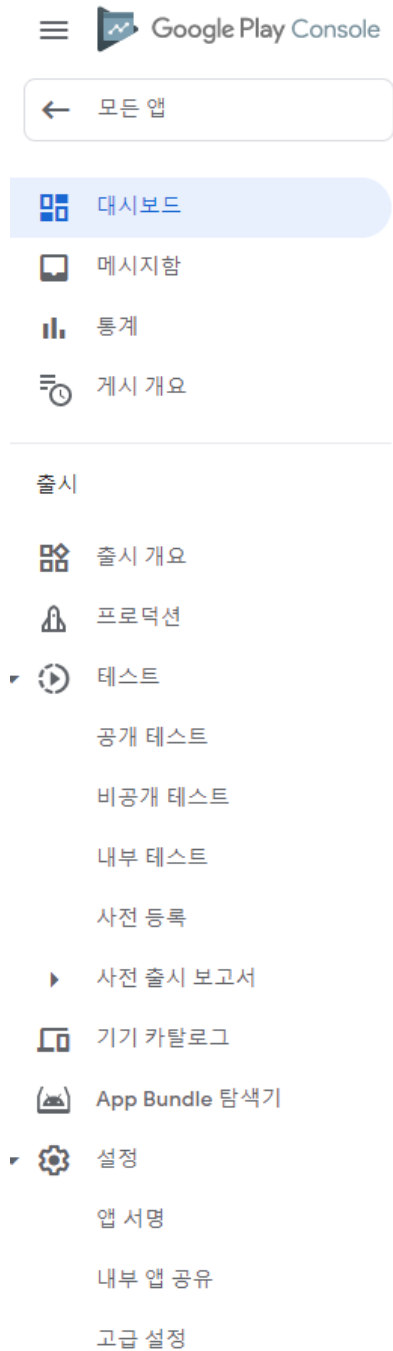 Google Play Console
모든 앱
대시보드
메시지함
통계
게시 개요
출시
출시 개요
프로덕션
테스트
공개 테스트
비공개 테스트
내부 테스트
사전 등록
사전 출시 보고서
기기 카탈로그
App Bundle 탐색기
설정
앱 서명
내부 앱 공유
고급 설정